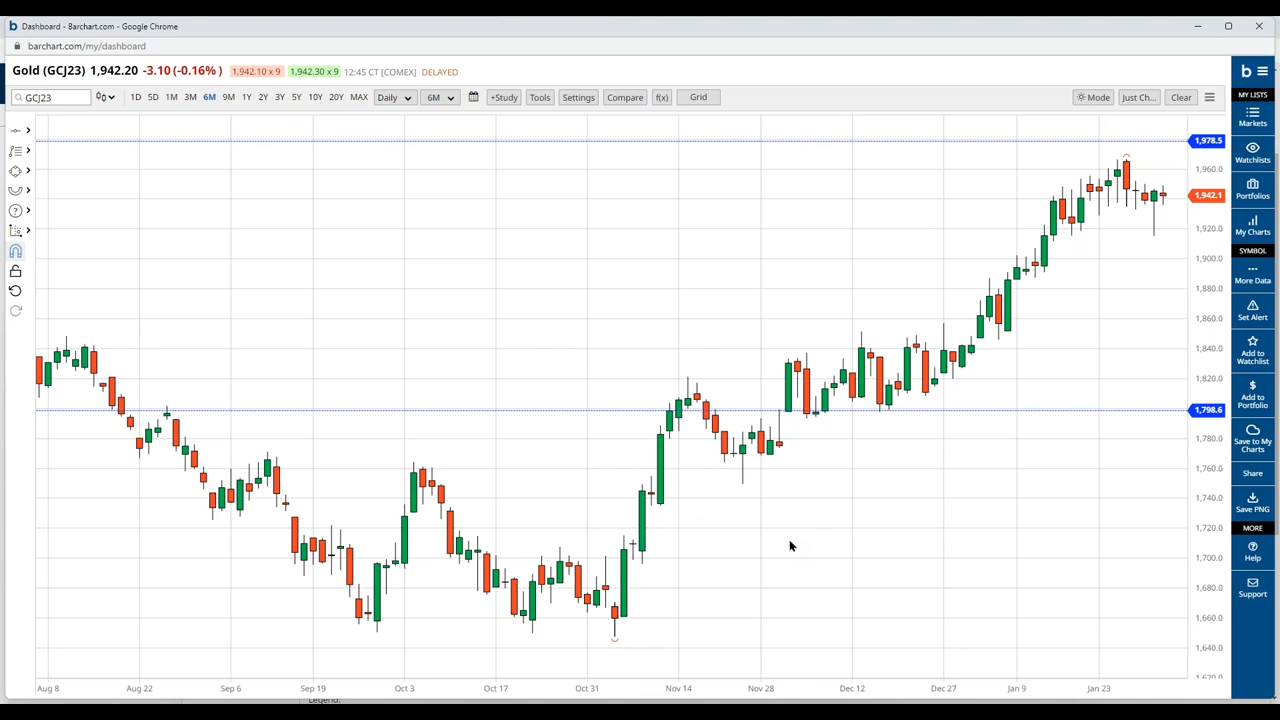 b Dashboard - Barchart.com - Google Chrome
barchart.com/my/dashboard
Gold (GCJ23) 1,942.20 -3.10 (-0.16%) 1,942.10 x 9 1,942.30 x 9 12:45 CT [COMEX] DELAYED
b
GCJ23 1D 5D 1M 3M 6M 9M 1Y 2Y 3Y 5Y 10Y 20Y MAX Daily 6M +Study Tools Settings Compare f(x) Grid Mode Just Ch... Clear
MY LISTS
Markets
Watchlists
Portfolios
My Charts
SYMBOL
More Data
Set Alert
Add to
Watchlist
Add to
Portfolio
Save to My
Charts
Share
Save PNG
MORE
Help
Support
1,978.5
1,960.0
1,942.1
1,920.0
1,900.0
1,880.0
1,860.0
1,840.0
1,820.0
1,798.6
1,780.0
1,760.0
1,740.0
1,720.0
1,700.0
1,680.0
1,660.0
1,640.0
1,620.0
Aug 8 Aug 22 Sep 6 Sep 19 Oct 3 Oct 17 Oct 31 Nov 14 Nov 28 Dec 12 Dec 27 Jan 9 Jan 23
Legend: